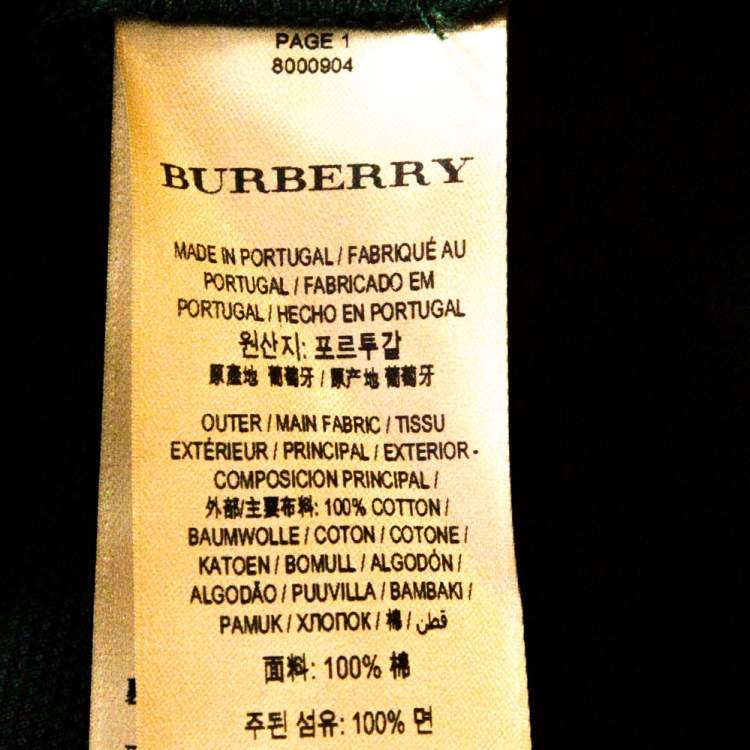 PAGE 1
8000904
BURBERRY
MADE IN PORTUGAL / FABRIQUÉ AU
PORTUGAL / FABRICADO EM
PORTUGAL / HECHO EN PORTUGAL
원산지: 포르투갈
原產地 葡萄牙 / 原产地 葡萄牙
OUTER / MAIN FABRIC / TISSU
EXTÉRIEUR / PRINCIPAL / EXTERIOR -
COMPOSICION PRINCIPAL /
外部/主要布料: 100% COTTON /
BAUMWOLLE / COTON / COTONE /
KATOEN / BOMULL / ALGODÓN /
ALGODÃO / PUUVILLA / BAMBAKI /
PAMUK / ХЛОПОК / 棉 / قطن
面料: 100% 棉
주된 섬유: 100% 면